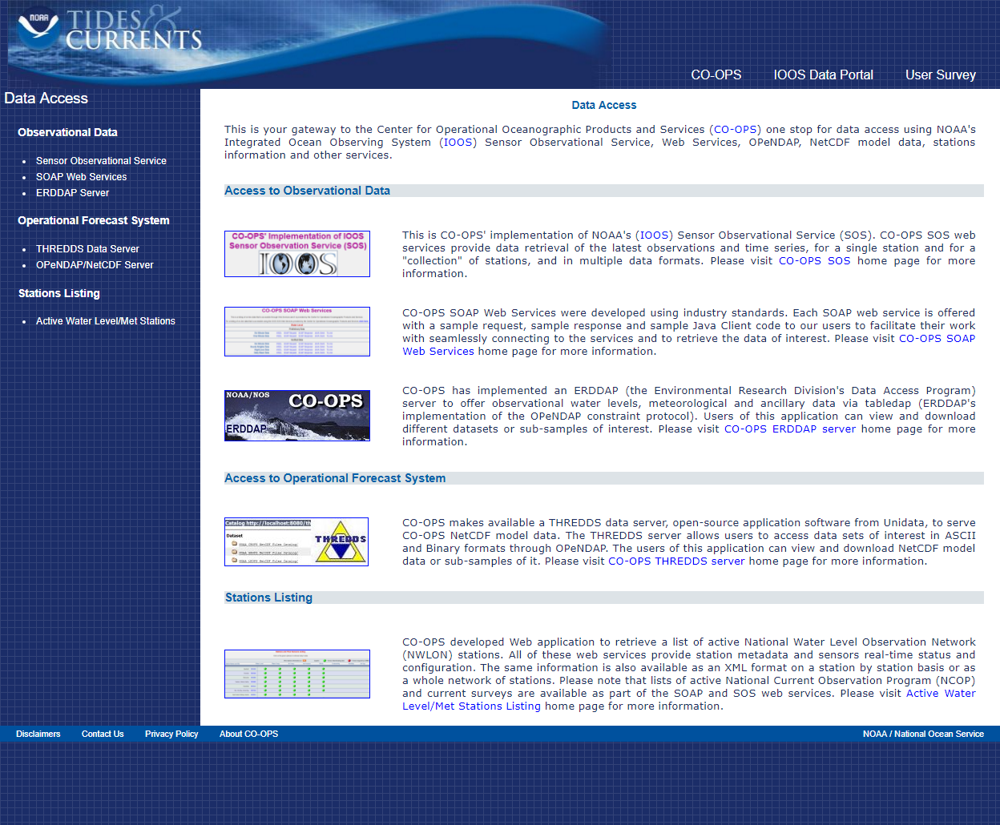 NOAA
TIDES &
CURRENTS
CO-OPS IOOS Data Portal User Survey
Data Access
Observational Data
Sensor Observational Service
SOAP Web Services
ERDDAP Server
Operational Forecast System
THREDDS Data Server
OPeNDAP/NetCDF Server
Stations Listing
Active Water Level/Met Stations
Data Access
This is your gateway to the Center for Operational Oceanographic Products and Services (CO-OPS) one stop for data access using NOAA's
Integrated Ocean Observing System (IOOS) Sensor Observational Service, Web Services, OPeNDAP, NetCDF model data, stations
information and other services.
Access to Observational Data
CO-OPS' Implementation of IOOS
Sensor Observation Service (SOS)
IOOS
This is CO-OPS' implementation of NOAA's (IOOS) Sensor Observational Service (SOS). CO-OPS SOS web
services provide data retrieval of the latest observations and time series, for a single station and for a
"collection" of stations, and in multiple data formats. Please visit CO-OPS SOS home page for more
information.
CO-OPS SOAP Web Services
CO-OPS SOAP Web Services were developed using industry standards. Each SOAP web service is offered
with a sample request, sample response and sample Java Client code to our users to facilitate their work
with seamlessly connecting to the services and to retrieve the data of interest. Please visit CO-OPS SOAP
Web Services home page for more information.
NOAA/NOS
CO-OPS
ERDDAP
CO-OPS has implemented an ERDDAP (the Environmental Research Division's Data Access Program)
server to offer observational water levels, meteorological and ancillary data via tabledap (ERDDAP's
implementation of the OPeNDAP constraint protocol). Users of this application can view and download
different datasets or sub-samples of interest. Please visit CO-OPS ERDDAP server home page for more
information.
Access to Operational Forecast System
Catalog http://localhost:8080/th
Dataset
THREDDS
CO-OPS makes available a THREDDS data server, open-source application software from Unidata, to serve
CO-OPS NetCDF model data. The THREDDS server allows users to access data sets of interest in ASCII
and Binary formats through OPeNDAP. The users of this application can view and download NetCDF model
data or sub-samples of it. Please visit CO-OPS THREDDS server home page for more information.
Stations Listing
CO-OPS developed Web application to retrieve a list of active National Water Level Observation Network
(NWLON) stations. All of these web services provide station metadata and sensors real-time status and
configuration. The same information is also available as an XML format on a station by station basis or as
a whole network of stations. Please note that lists of active National Current Observation Program (NCOP)
and current surveys are available as part of the SOAP and SOS web services. Please visit Active Water
Level/Met Stations Listing home page for more information.
Disclaimers Contact Us Privacy Policy About CO-OPS NOAA / National Ocean Service